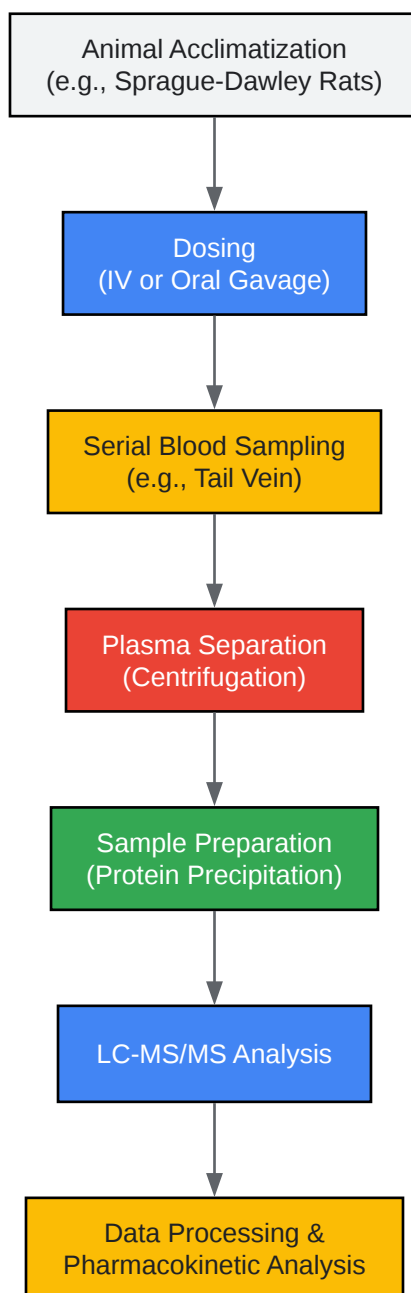 Animal Acclimatization
(e.g., Sprague-Dawley Rats)
Dosing
(IV or Oral Gavage)
Serial Blood Sampling
(e.g., Tail Vein)
Plasma Separation
(Centrifugation)
Sample Preparation
(Protein Precipitation)
LC-MS/MS Analysis
Data Processing &
Pharmacokinetic Analysis